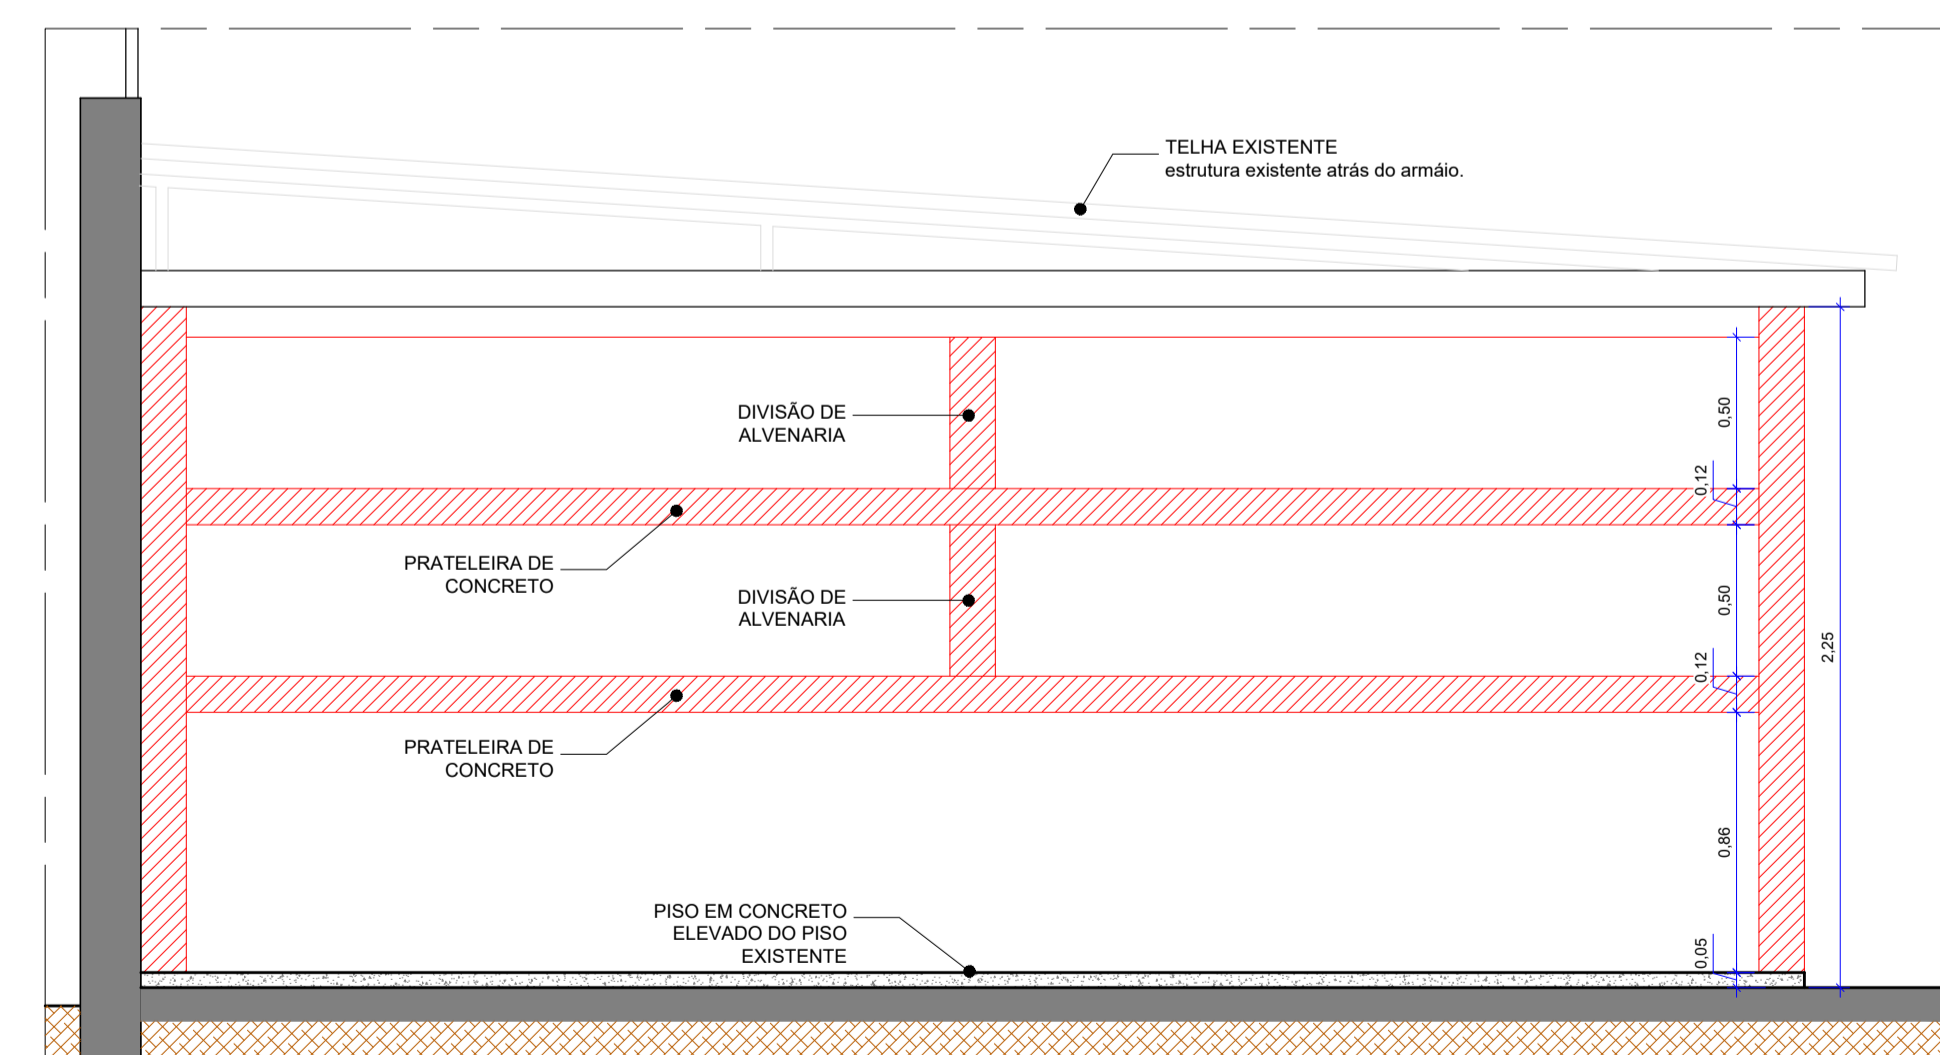 TELHA EXISTENTE
estrutura existente atrás do armáio.
DIVISÃO DE
ALVENARIA
0,50
0,12
PRATELEIRA DE
CONCRETO
DIVISÃO DE
ALVENARIA
0,50
2,25
0,12
PRATELEIRA DE
CONCRETO
0,86
PISO EM CONCRETO
ELEVADO DO PISO
EXISTENTE
0,05